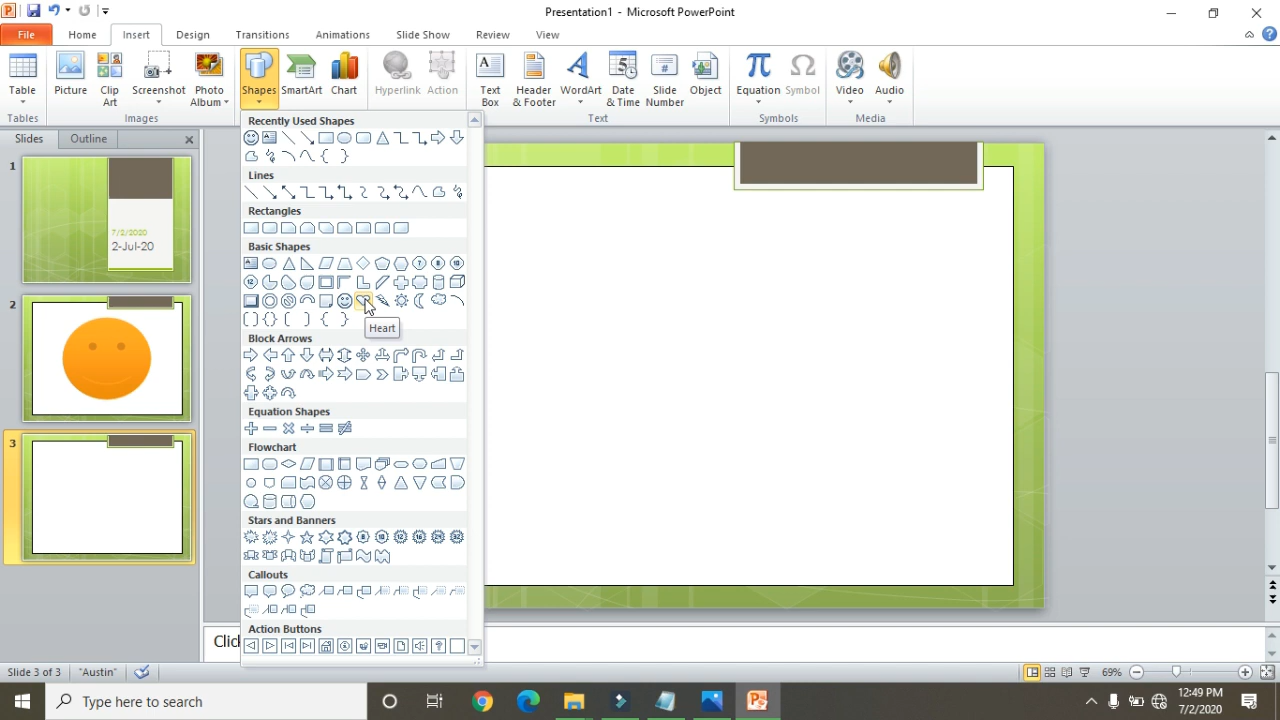 Presentation1 - Microsoft PowerPoint
File Home Insert Design Transitions Animations Slide Show Review View
Table Picture Clip Art Screenshot Photo Album Shapes SmartArt Chart Hyperlink Action Text Box Header & Footer WordArt Date & Time Slide Number Object Equation Symbol Video Audio
Tables Images Text Symbols Media
Slides Outline
1
7/2/2020
2-Jul-20
2
3
Recently Used Shapes
Lines
Rectangles
Basic Shapes
Heart
Block Arrows
Equation Shapes
Flowchart
Stars and Banners
Callouts
Action Buttons
Clic
Slide 3 of 3 "Austin" 69%
Type here to search
12:49 PM
7/2/2020